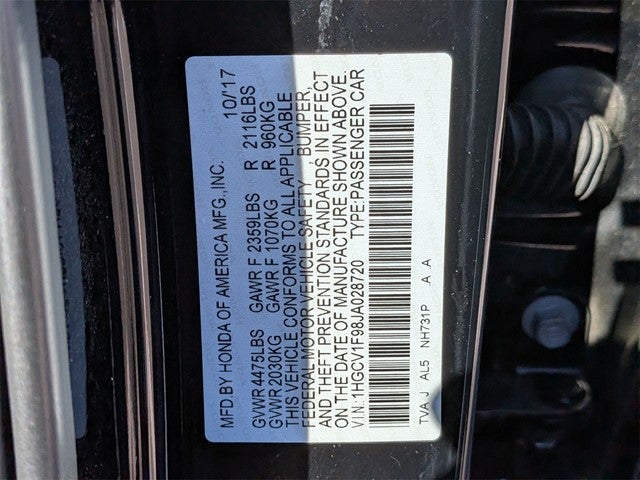 MFD.BY HONDA OF AMERICA MFG.,INC. 10/'17
GVWR 4475LBS GAWR F 2359LBS R 2116LBS
GVWR 2030KG GAWR F 1070KG R 960KG
THIS VEHICLE CONFORMS TO ALL APPLICABLE
FEDERAL MOTOR VEHICLE SAFETY , BUMPER,
AND THEFT PREVENTION STANDARDS IN EFFECT
ON THE DATE OF MANUFACTURE SHOWN ABOVE.
V.I.N.:1HGCV1F98JA028720 TYPE:PASSENGER CAR
TVA J AL5 NH731P A A